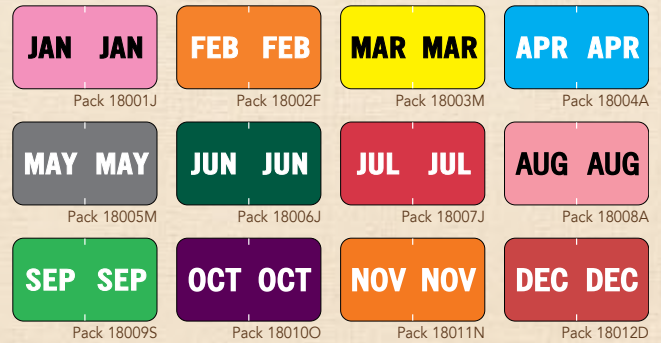 JAN JAN FEB FEB MAR MAR APR APR
Pack 18001J Pack 18002F Pack 18003M Pack 18004A
MAY MAY JUN JUN JUL JUL AUG AUG
Pack 18005M Pack 18006J Pack 18007J Pack 18008A
SEP SEP OCT OCT NOV NOV DEC DEC
Pack 18009S Pack 18010O Pack 18011N Pack 18012D